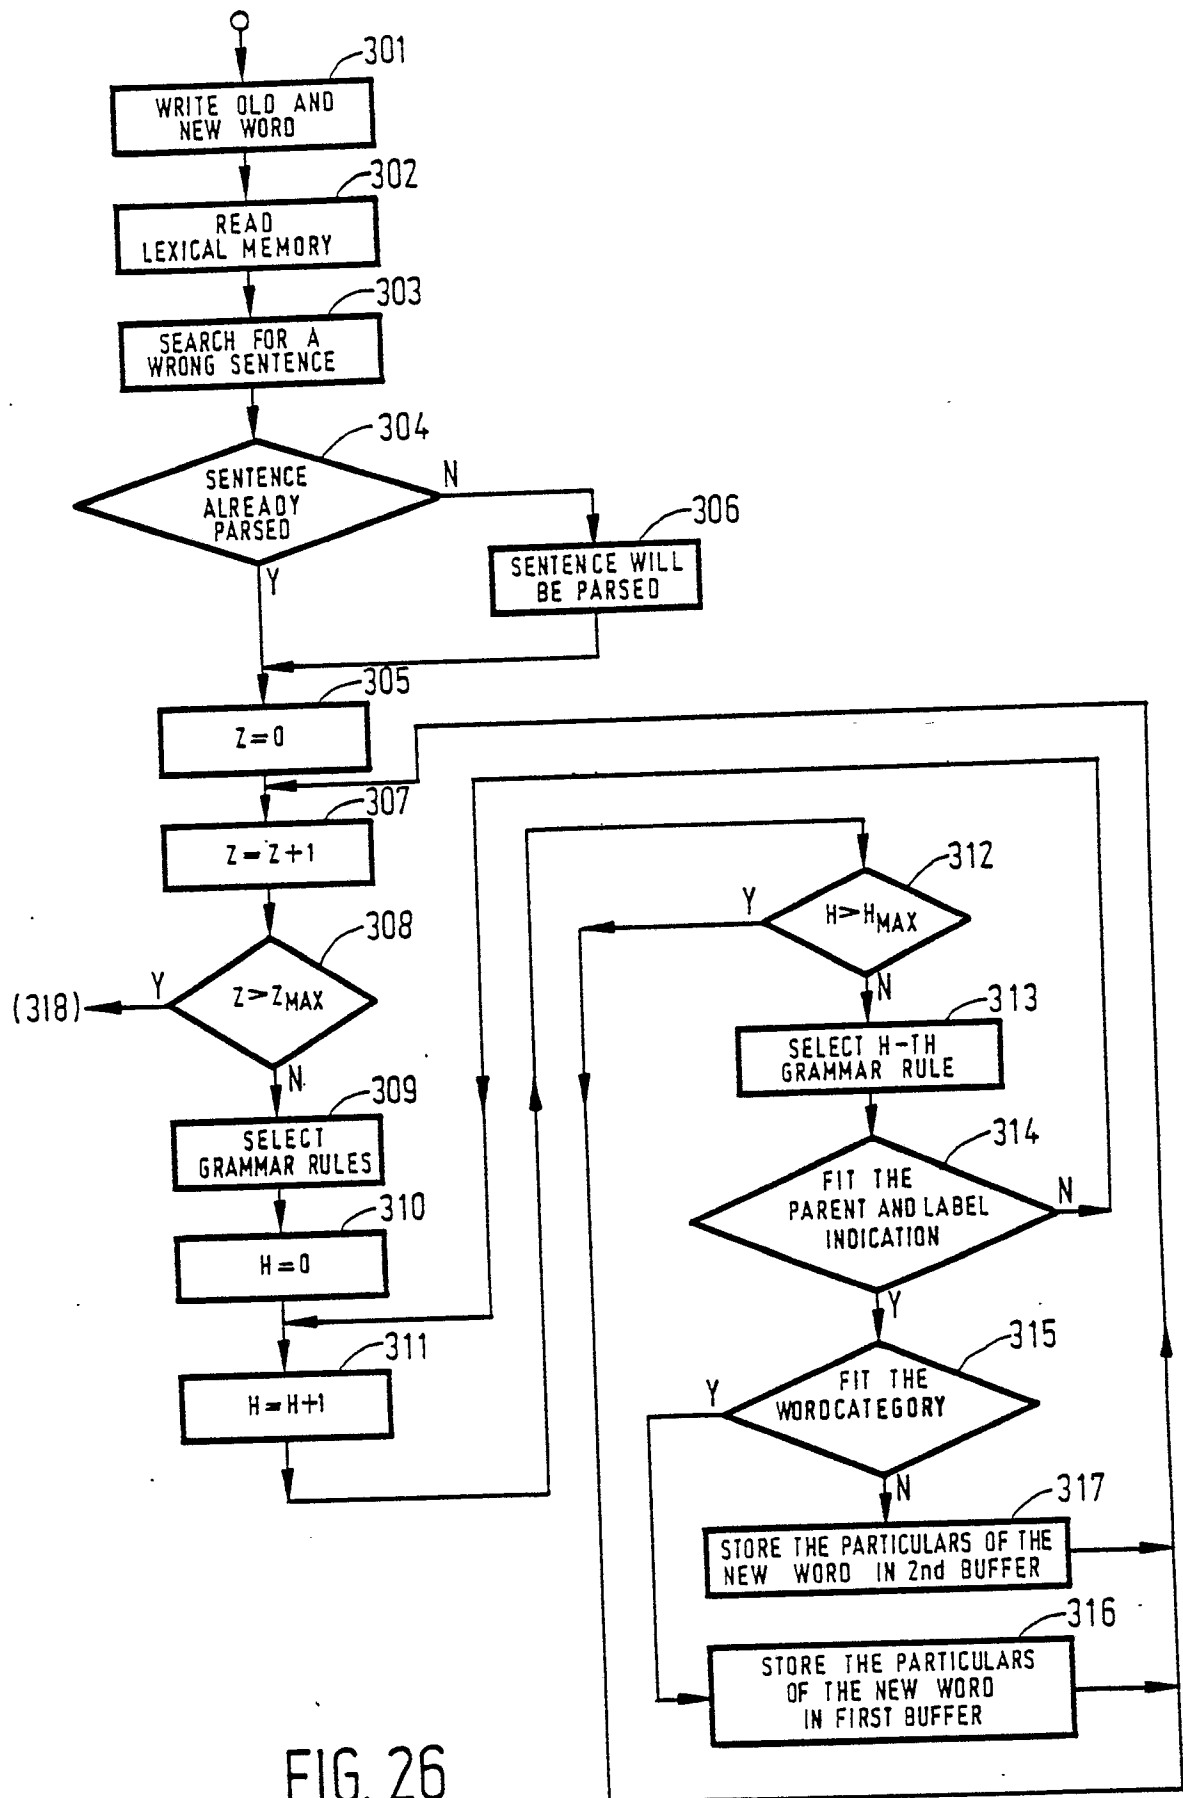 301
WRITE OLD AND
NEW WORD
302
READ
LEXICAL MEMORY
303
SEARCH FOR A
WRONG SENTENCE
304
SENTENCE
ALREADY
PARSED
N
Y
306
SENTENCE WILL
BE PARSED
305
Z=0
307
Z=Z+1
308
Z>ZMAX
Y
(318)
N
309
SELECT
GRAMMAR RULES
310
H=0
311
H=H+1
312
H>HMAX
Y
N
313
SELECT H-TH
GRAMMAR RULE
314
FIT THE
PARENT AND LABEL
INDICATION
N
Y
315
FIT THE
WORDCATEGORY
Y
N
317
STORE THE PARTICULARS OF THE
NEW WORD IN 2nd BUFFER
316
STORE THE PARTICULARS
OF THE NEW WORD
IN FIRST BUFFER
FIG. 26